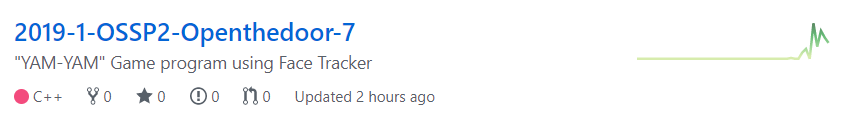 2019-1-OSSP2-Openthedoor-7
"YAM-YAM" Game program using Face Tracker
C++ 0 0 0 0 Updated 2 hours ago